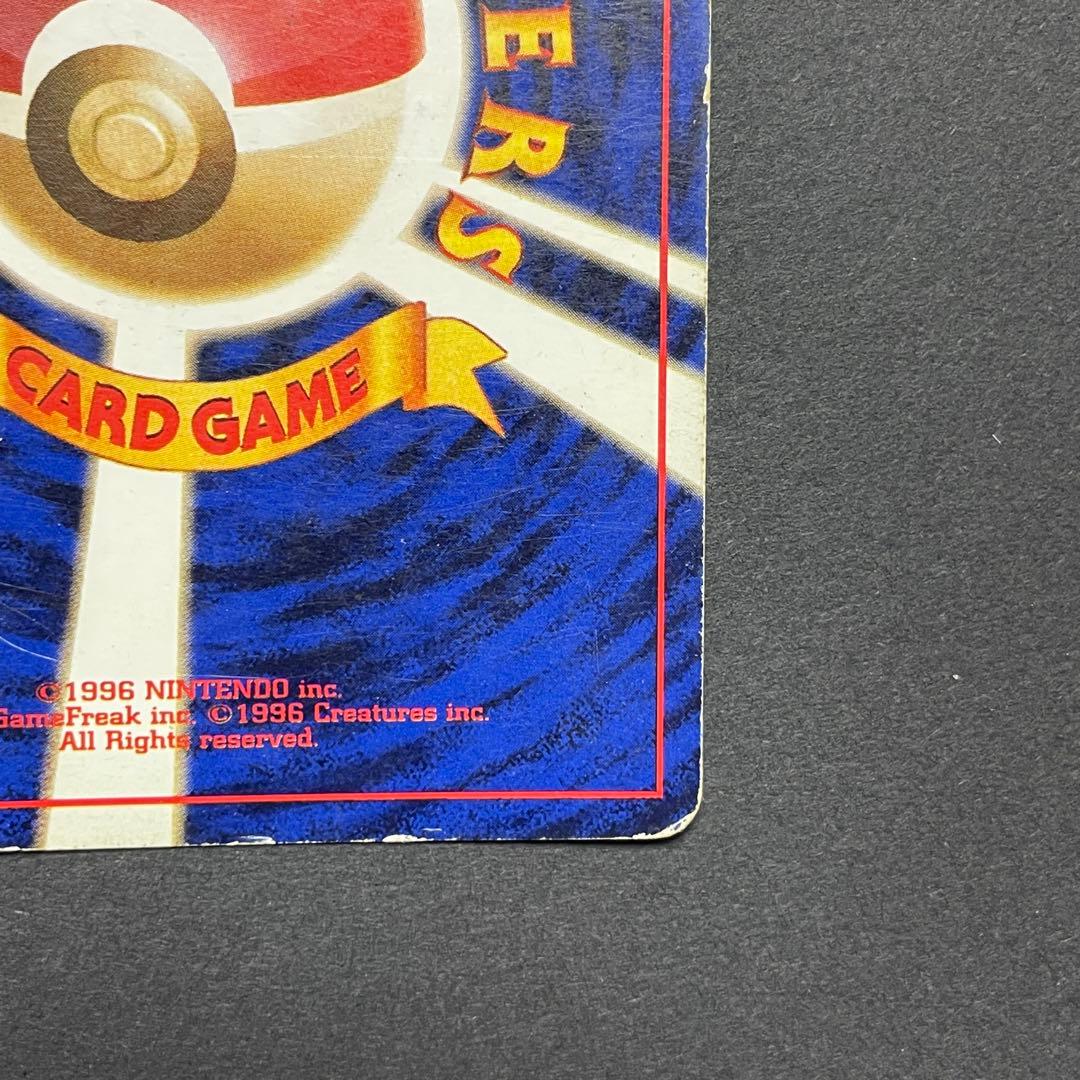 ERS
CARD GAME
©1996 NINTENDO inc.
GameFreak inc. ©1996 Creatures inc.
All Rights reserved.